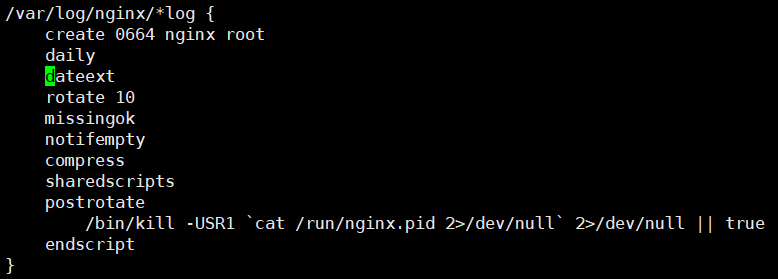 /var/log/nginx/*log {
    create 0664 nginx root
    daily
    dateext
    rotate 10
    missingok
    notifempty
    compress
    sharedscripts
    postrotate
        /bin/kill -USR1 `cat /run/nginx.pid 2>/dev/null` 2>/dev/null || true
    endscript
}